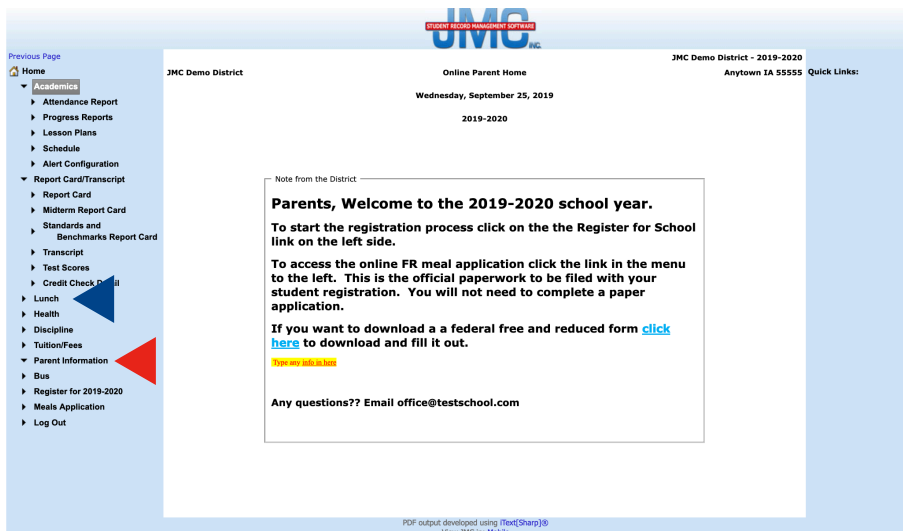 STUDENT RECORD MANAGEMENT SOFTWARE
JMC
INC.
Previous Page
JMC Demo District - 2019-2020
Home
JMC Demo District
Online Parent Home
Anytown IA 55555
Quick Links:
Wednesday, September 25, 2019
2019-2020
Academics
Attendance Report
Progress Reports
Lesson Plans
Schedule
Alert Configuration
Report Card/Transcript
Report Card
Midterm Report Card
Standards and
Benchmarks Report Card
Transcript
Test Scores
Credit Check
Lunch
Health
Discipline
Tuition/Fees
Parent Information
Bus
Register for 2019-2020
Meals Application
Log Out
Note from the District
Parents, Welcome to the 2019-2020 school year.
To start the registration process click on the the Register for School
link on the left side.
To access the online FR meal application click the link in the menu
to the left. This is the official paperwork to be filed with your
student registration. You will not need to complete a paper
application.
If you want to download a a federal free and reduced form click
here to download and fill it out.
Type any info in here
Any questions?? Email office@testschool.com
PDF output developed using iText[Sharp]®